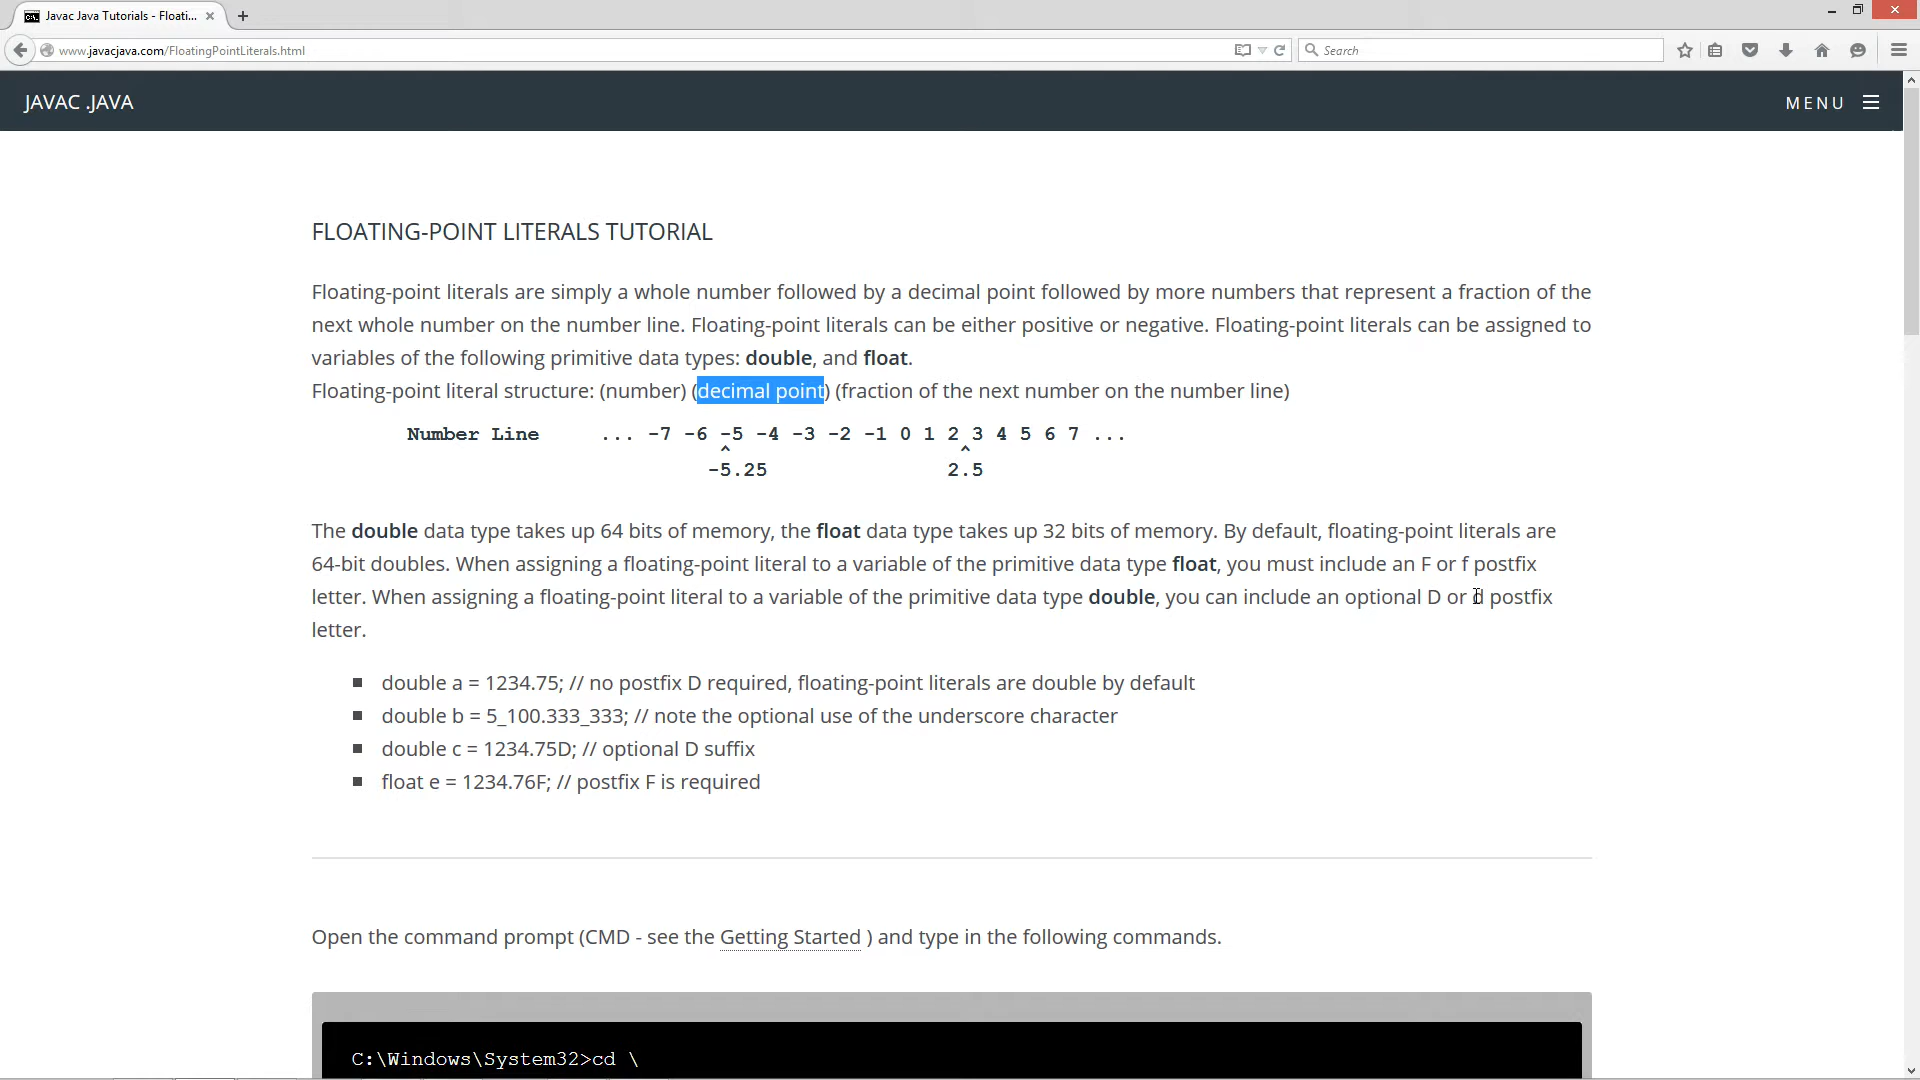 Javac Java Tutorials - Floati...
www.javacjava.com/FloatingPointLiterals.html
Search
JAVAC .JAVA
MENU
FLOATING-POINT LITERALS TUTORIAL
Floating-point literals are simply a whole number followed by a decimal point followed by more numbers that represent a fraction of the
next whole number on the number line. Floating-point literals can be either positive or negative. Floating-point literals can be assigned to
variables of the following primitive data types: double, and float.
Floating-point literal structure: (number) (decimal point) (fraction of the next number on the number line)
Number Line ... -7 -6 -5 -4 -3 -2 -1 0 1 2 3 4 5 6 7 ...
^ ^
-5.25 2.5
The double data type takes up 64 bits of memory, the float data type takes up 32 bits of memory. By default, floating-point literals are
64-bit doubles. When assigning a floating-point literal to a variable of the primitive data type float, you must include an F or f postfix
letter. When assigning a floating-point literal to a variable of the primitive data type double, you can include an optional D or d postfix
letter.
double a = 1234.75; // no postfix D required, floating-point literals are double by default
double b = 5_100.333_333; // note the optional use of the underscore character
double c = 1234.75D; // optional D suffix
float e = 1234.76F; // postfix F is required
Open the command prompt (CMD - see the Getting Started ) and type in the following commands.
C:\Windows\System32>cd \